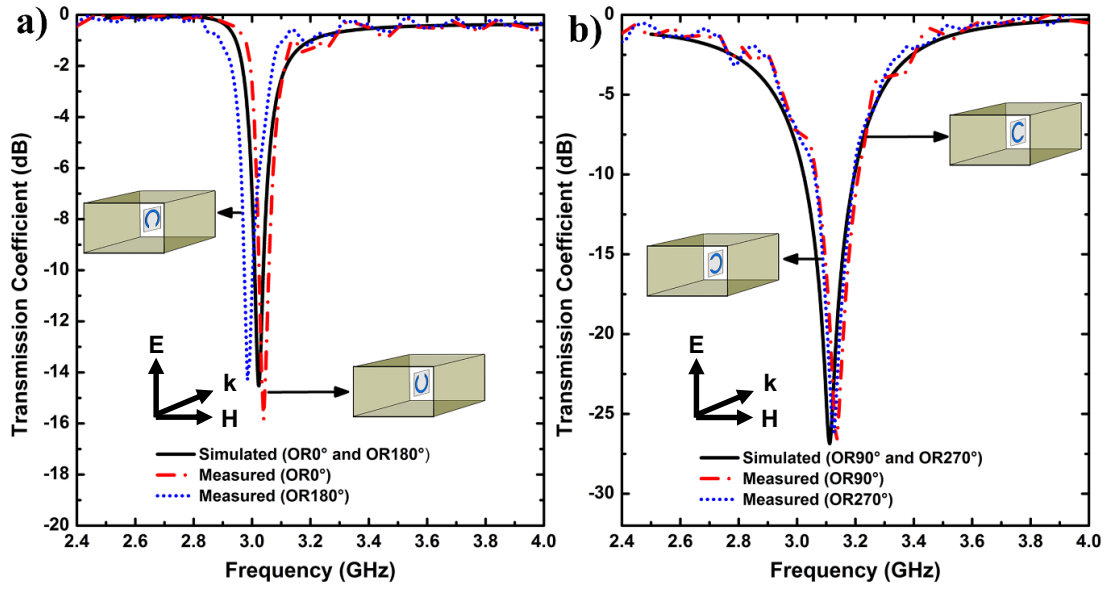 a)
0
-2
-4
-6
-8
-10
-12
-14
-16
-18
-20
Transmission Coefficient (dB)
E
k
H
Simulated (OR0° and OR180°)
Measured (OR0°)
Measured (OR180°)
2.4 2.6 2.8 3.0 3.2 3.4 3.6 3.8 4.0
Frequency (GHz)
b)
0
-5
-10
-15
-20
-25
-30
Transmission Coefficient (dB)
E
k
H
Simulated (OR90° and OR270°)
Measured (OR90°)
Measured (OR270°)
2.4 2.6 2.8 3.0 3.2 3.4 3.6 3.8 4.0
Frequency (GHz)